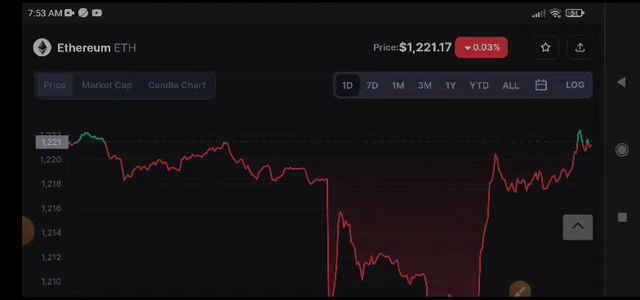 7:53 AM
51
Ethereum ETH
Price: $1,221.17 0.03%
Price Market Cap Candle Chart
1D 7D 1M 3M 1Y YTD ALL LOG
1,221
1,220
1,218
1,216
1,214
1,212
1,210